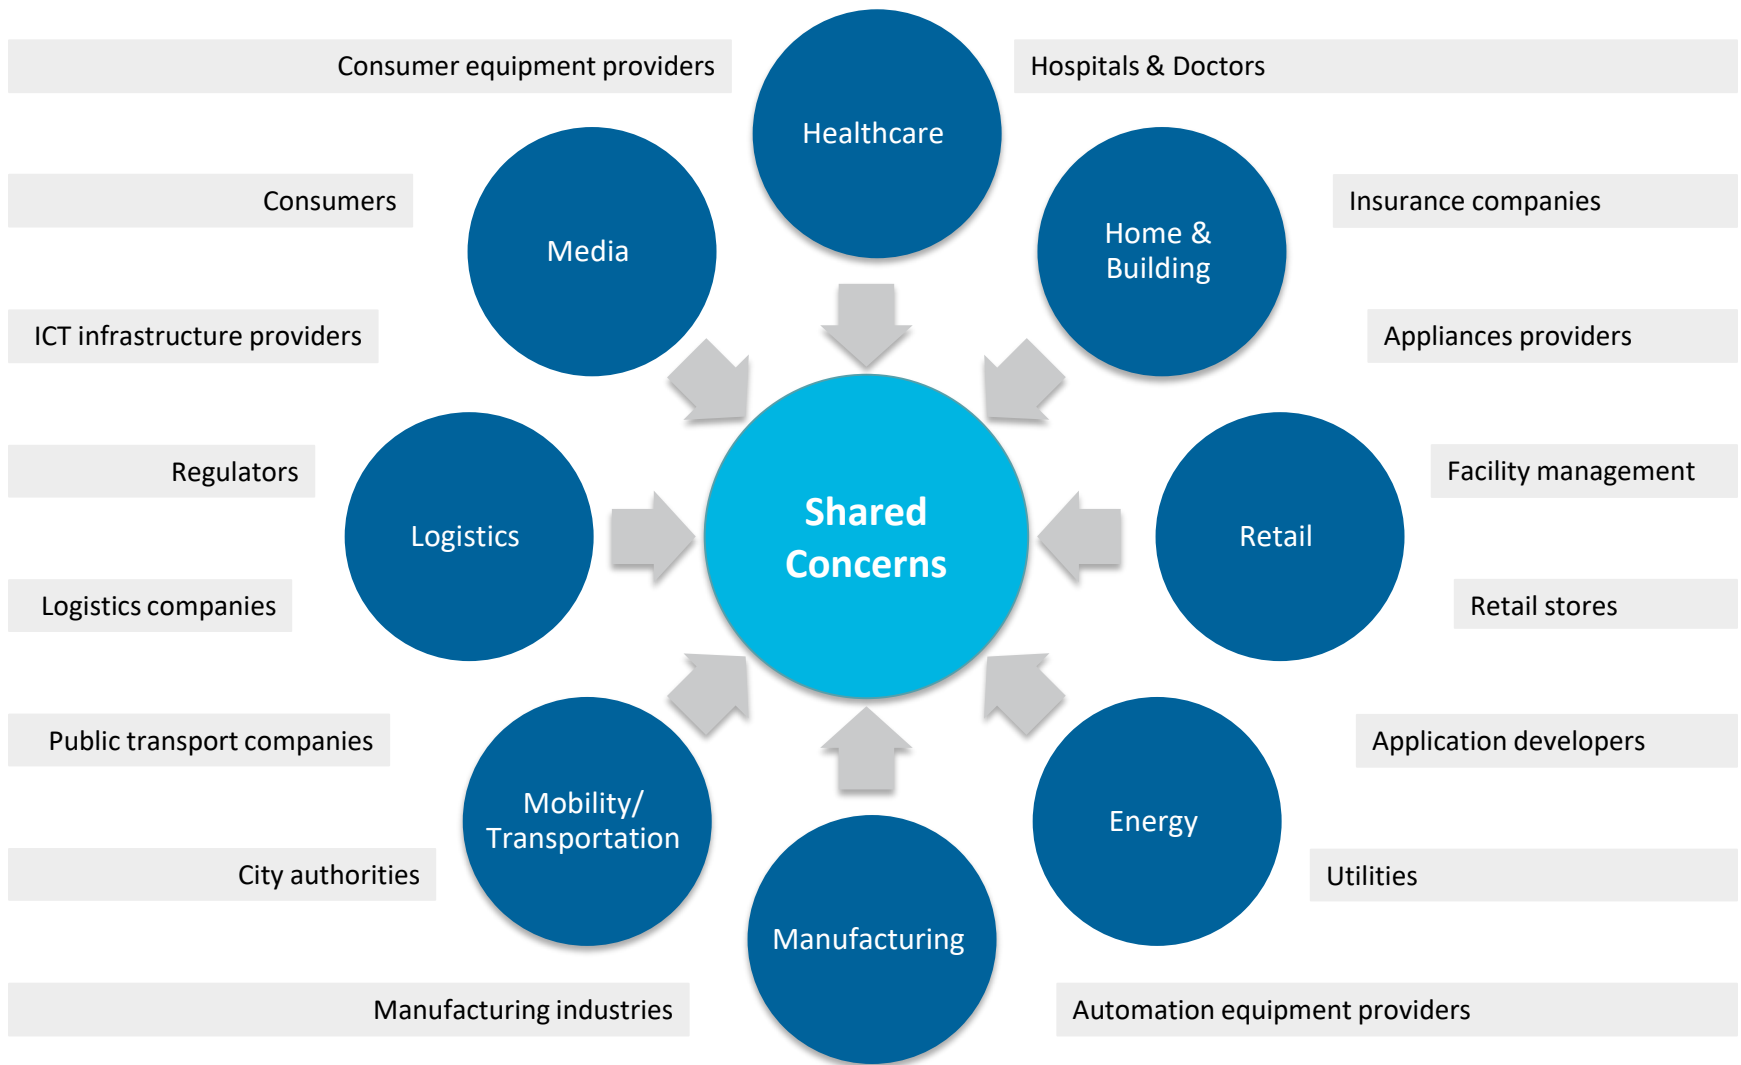 Consumer equipment providers
Hospitals & Doctors
Healthcare
Consumers
Insurance companies
Media
Home &
Building
ICT infrastructure providers
Appliances providers
Regulators
Facility management
Logistics
Shared
Concerns
Retail
Logistics companies
Retail stores
Public transport companies
Application developers
Mobility/
Transportation
Energy
City authorities
Utilities
Manufacturing
Manufacturing industries
Automation equipment providers